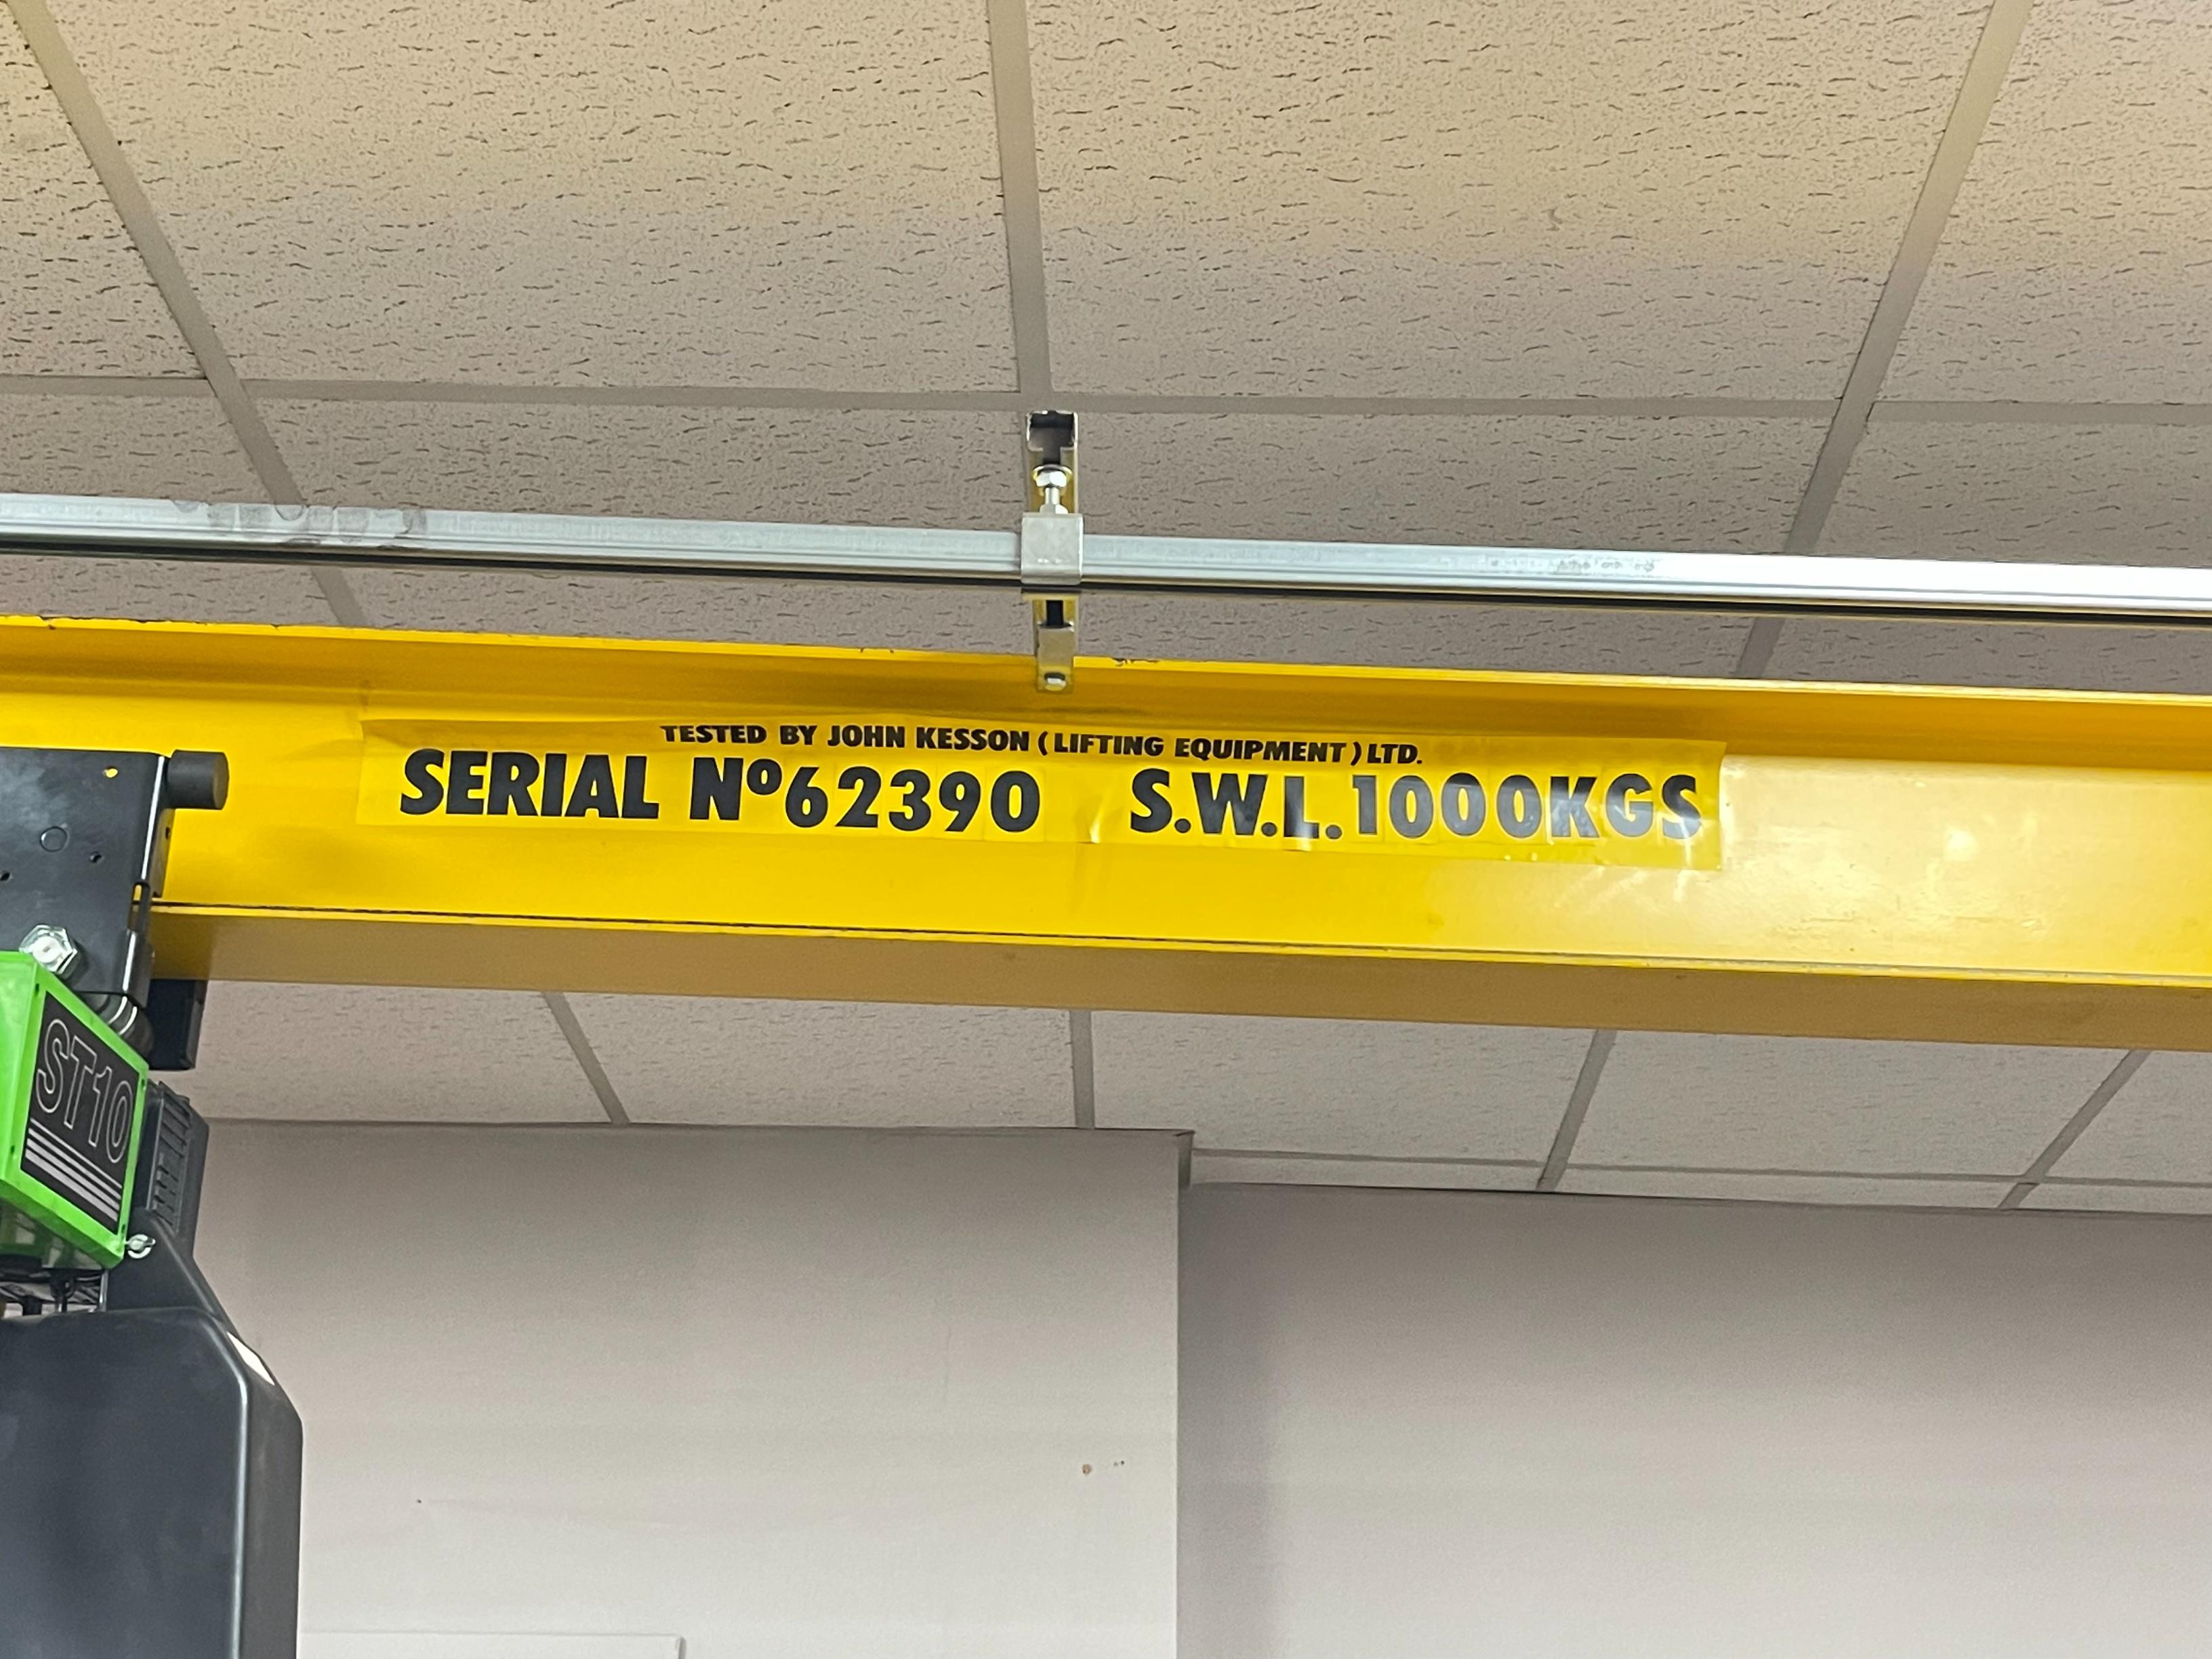 TESTED BY JOHN KESSON (LIFTING EQUIPMENT) LTD.
SERIAL Nº62390 S.W.L. 1000KGS
ST10